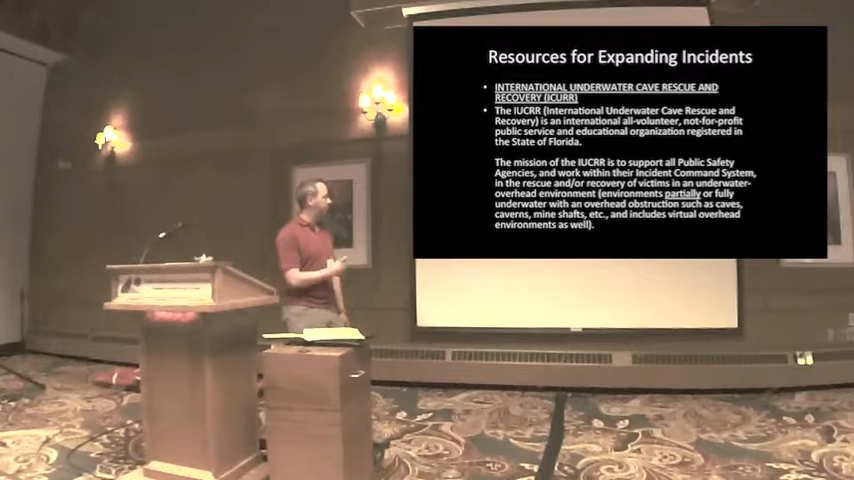 Resources for Expanding Incidents
• INTERNATIONAL UNDERWATER CAVE RESCUE AND
RECOVERY (ICURR)
• The IUCRR (International Underwater Cave Rescue and
Recovery) is an international all-volunteer, not-for-profit
public service and educational organization registered in
the State of Florida.
The mission of the IUCRR is to support all Public Safety
Agencies, and work within their Incident Command System,
in the rescue and/or recovery of victims in an underwater-
overhead environment (environments partially or fully
underwater with an overhead obstruction such as caves,
caverns, mine shafts, etc., and includes virtual overhead
environments as well).